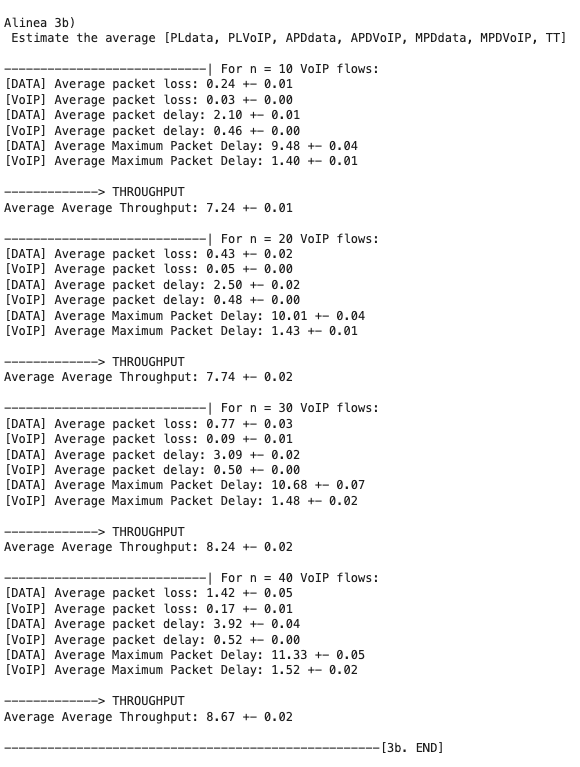 Alinea 3b)
Estimate the average [PLdata, PLVoIP, APDdata, APDVoIP, MPDdata, MPDVoIP, TT]
---------------------------| For n = 10 VoIP flows:
[DATA] Average packet loss: 0.24 +- 0.01
[VoIP] Average packet loss: 0.03 +- 0.00
[DATA] Average packet delay: 2.10 +- 0.01
[VoIP] Average packet delay: 0.46 +- 0.00
[DATA] Average Maximum Packet Delay: 9.48 +- 0.04
[VoIP] Average Maximum Packet Delay: 1.40 +- 0.01
-------------> THROUGHPUT
Average Average Throughput: 7.24 +- 0.01
---------------------------| For n = 20 VoIP flows:
[DATA] Average packet loss: 0.43 +- 0.02
[VoIP] Average packet loss: 0.05 +- 0.00
[DATA] Average packet delay: 2.50 +- 0.02
[VoIP] Average packet delay: 0.48 +- 0.00
[DATA] Average Maximum Packet Delay: 10.01 +- 0.04
[VoIP] Average Maximum Packet Delay: 1.43 +- 0.01
-------------> THROUGHPUT
Average Average Throughput: 7.74 +- 0.02
---------------------------| For n = 30 VoIP flows:
[DATA] Average packet loss: 0.77 +- 0.03
[VoIP] Average packet loss: 0.09 +- 0.01
[DATA] Average packet delay: 3.09 +- 0.02
[VoIP] Average packet delay: 0.50 +- 0.00
[DATA] Average Maximum Packet Delay: 10.68 +- 0.07
[VoIP] Average Maximum Packet Delay: 1.48 +- 0.02
-------------> THROUGHPUT
Average Average Throughput: 8.24 +- 0.02
---------------------------| For n = 40 VoIP flows:
[DATA] Average packet loss: 1.42 +- 0.05
[VoIP] Average packet loss: 0.17 +- 0.01
[DATA] Average packet delay: 3.92 +- 0.04
[VoIP] Average packet delay: 0.52 +- 0.00
[DATA] Average Maximum Packet Delay: 11.33 +- 0.05
[VoIP] Average Maximum Packet Delay: 1.52 +- 0.02
-------------> THROUGHPUT
Average Average Throughput: 8.67 +- 0.02
--------------------------------------------------[3b. END]